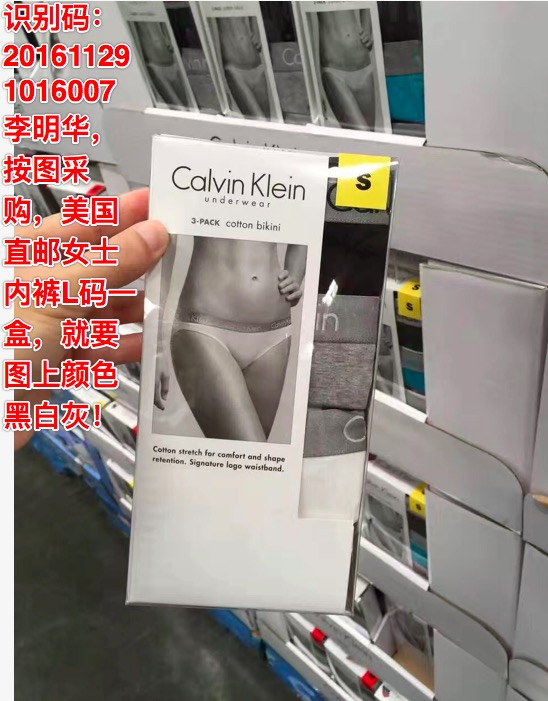 识别码：
20161129
1016007
李明华，
按图采
购，美国
直邮女士
内裤L码一
盒，就要
图上颜色
黑白灰！
Calvin Klein
underwear
3-PACK cotton bikini
S
Cotton stretch for comfort and shape
retention. Signature logo waistband.
S
S
S